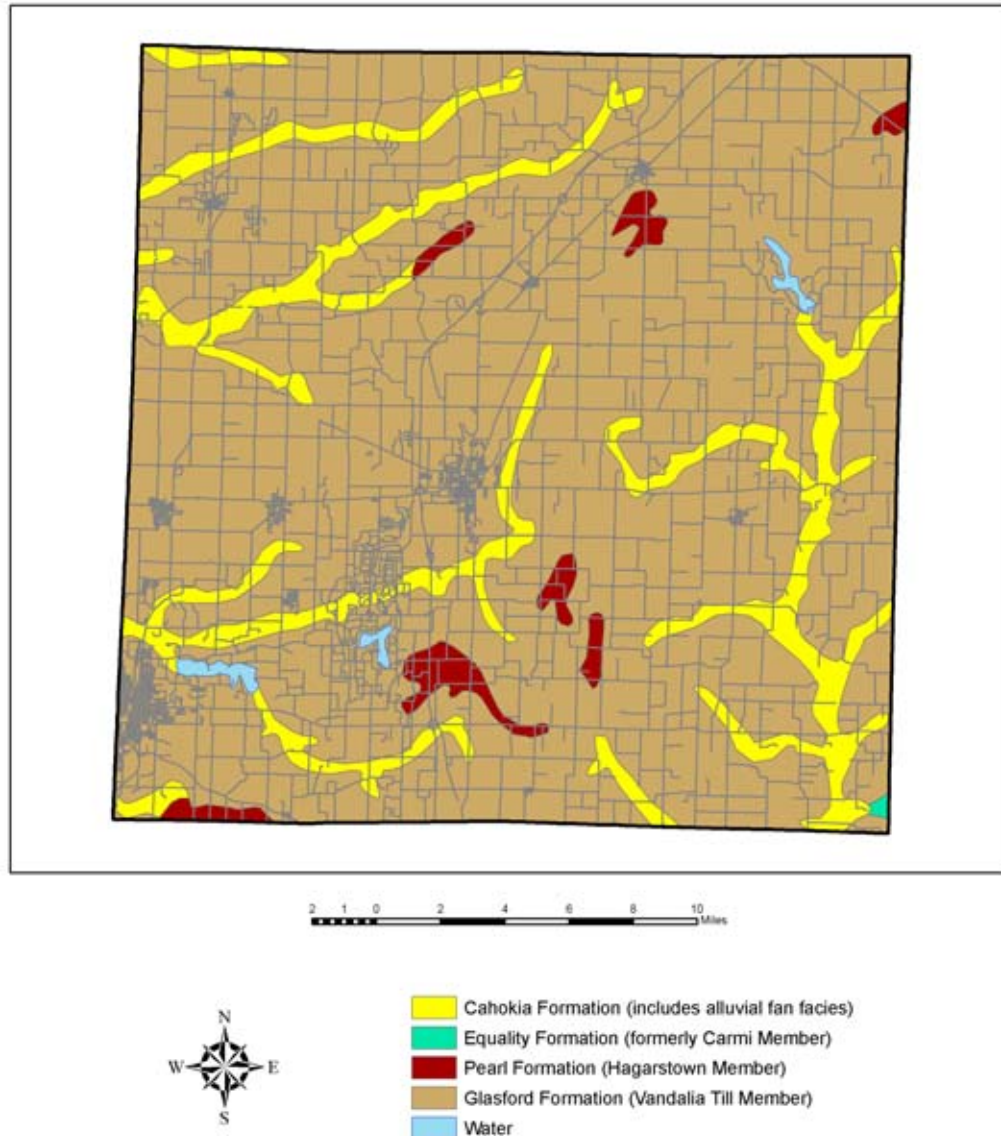 2 1 0 2 4 6 8 10
Miles
N
W E
S
Cahokia Formation (includes alluvial fan facies)
Equality Formation (formerly Carmi Member)
Pearl Formation (Hagarstown Member)
Glasford Formation (Vandalia Till Member)
Water